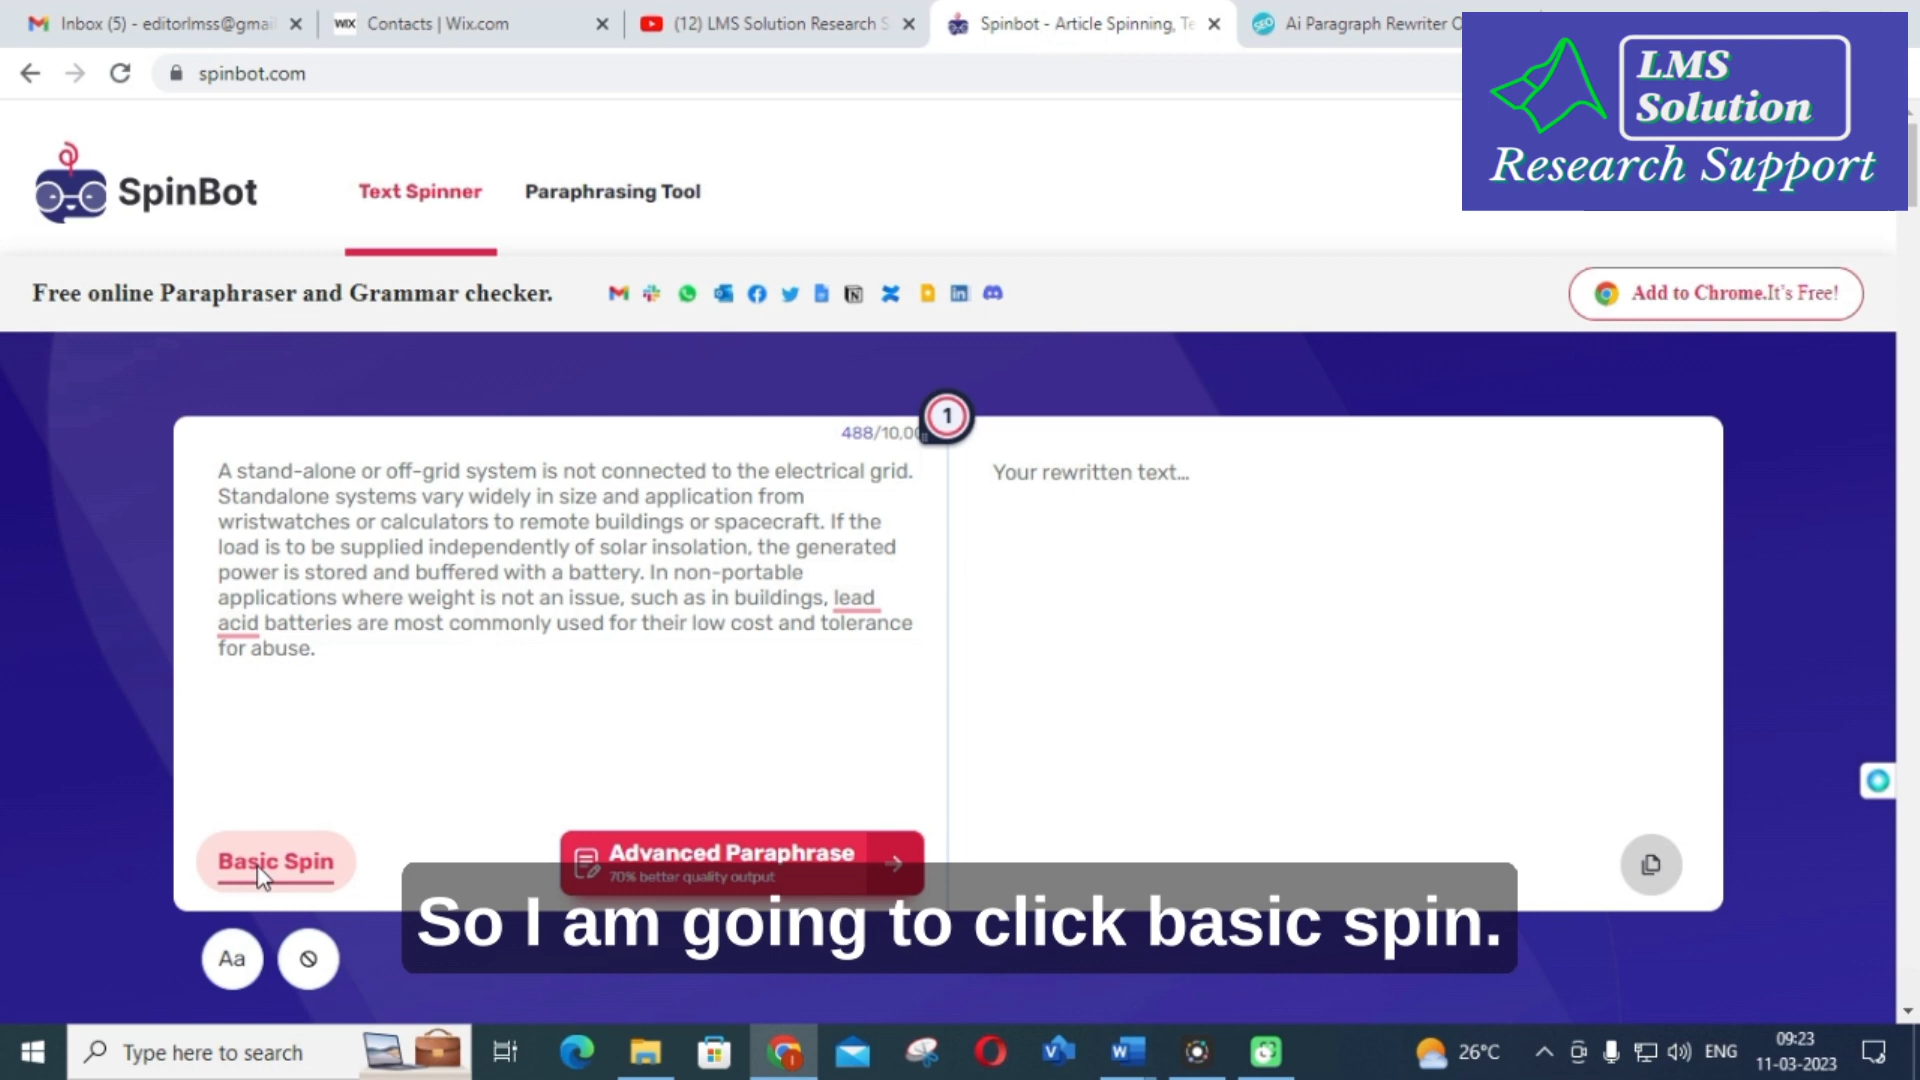 Inbox (5) - editorlmss@gmai
WIX Contacts | Wix.com
(12) LMS Solution Research S
Spinbot - Article Spinning, Te
SEO Ai Paragraph Rewriter O
spinbot.com
LMS
Solution
Research Support
SpinBot
Text Spinner
Paraphrasing Tool
Free online Paraphraser and Grammar checker.
Add to Chrome.It's Free!
488/10,00
1
A stand-alone or off-grid system is not connected to the electrical grid.
Standalone systems vary widely in size and application from
wristwatches or calculators to remote buildings or spacecraft. If the
load is to be supplied independently of solar insolation, the generated
power is stored and buffered with a battery. In non-portable
applications where weight is not an issue, such as in buildings, lead
acid batteries are most commonly used for their low cost and tolerance
for abuse.
Your rewritten text...
Basic Spin
Advanced Paraphrase
70% better quality output
So I am going to click basic spin.
Aa
Type here to search
26°C
ENG
09:23
11-03-2023